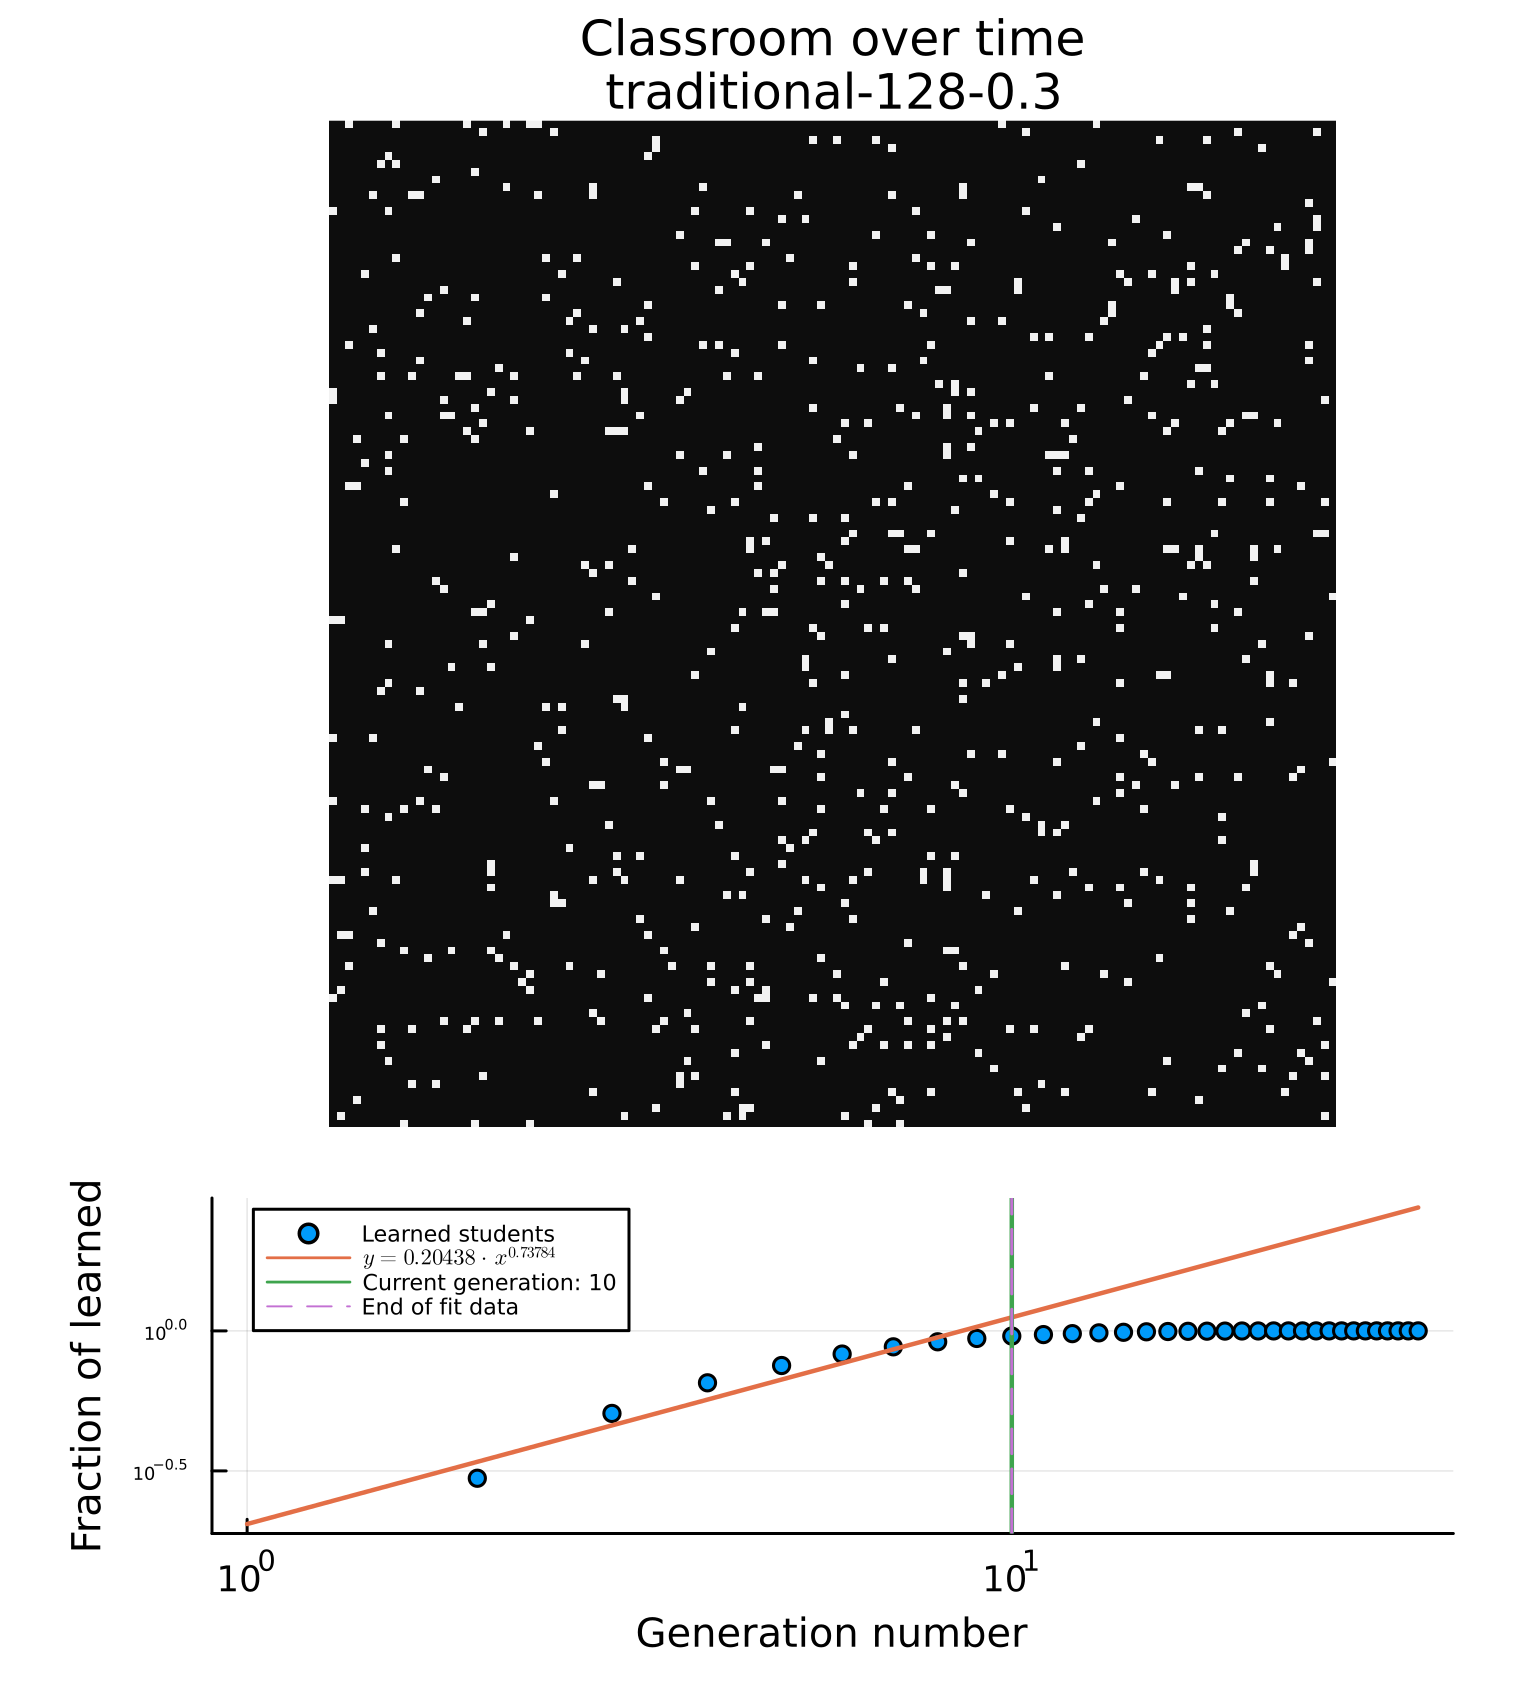 Classroom over time
traditional-128-0.3
Fraction of learned
Learned students
y = 0.20438 · x^0.73784
Current generation: 10
End of fit data
10^0.0
10^−0.5
10^0 10^1
Generation number